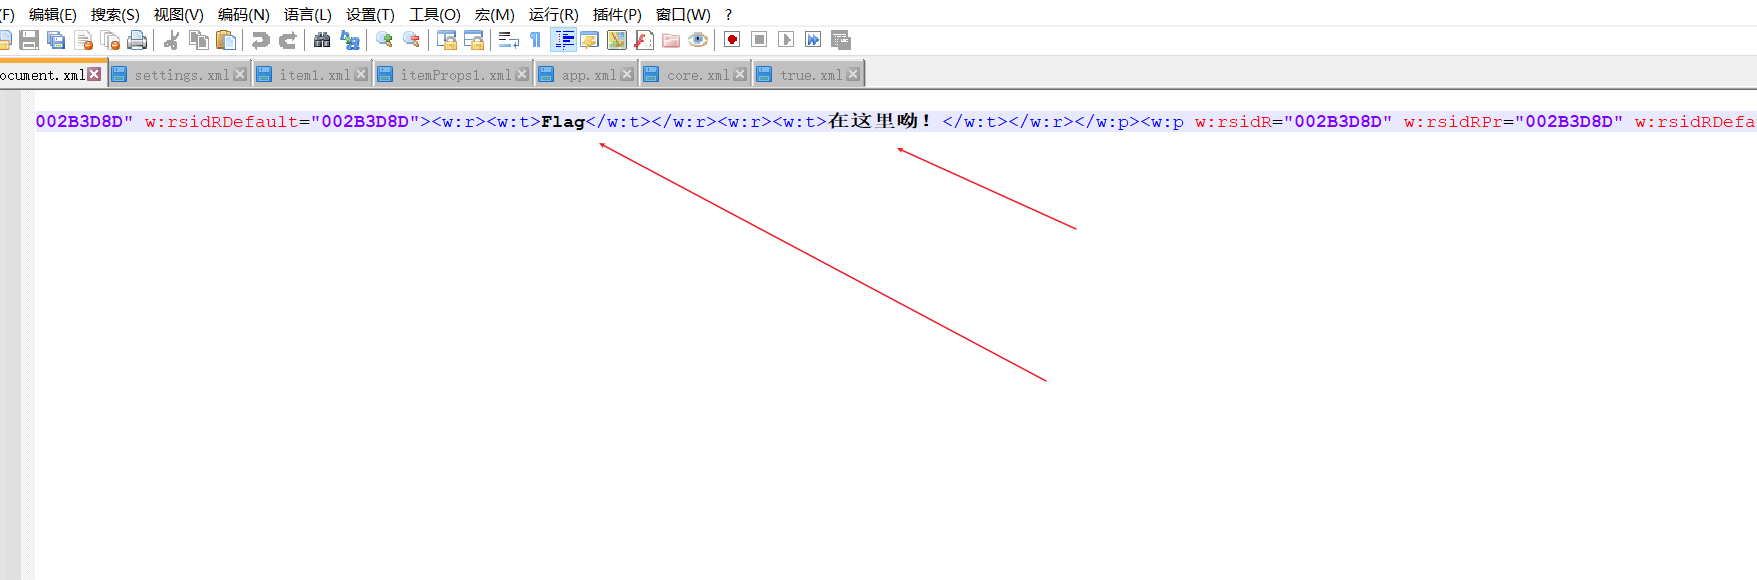 (F) 编辑(E) 搜索(S) 视图(V) 编码(N) 语言(L) 设置(T) 工具(O) 宏(M) 运行(R) 插件(P) 窗口(W) ?
ocument.xml settings.xml item1.xml itemProps1.xml app.xml core.xml true.xml
002B3D8D" w:rsidRDefault="002B3D8D"><w:r><w:t>Flag</w:t></w:r><w:r><w:t>在这里呦！</w:t></w:r></w:p><w:p w:rsidR="002B3D8D" w:rsidRPr="002B3D8D" w:rsidRDefa